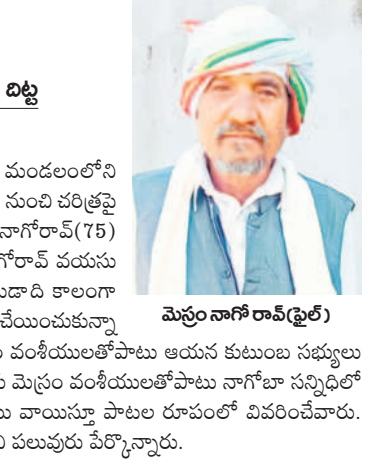 దిట్ట
మండలంలోని
నుంచి చరిత్రపై
నాగోరావ్(75)
గోరావ్ వయసు
డాది కాలంగా
చేయించుకున్నా
మెస్రం నాగో రావ్(ఫైల్)
వంశీయులతోపాటు ఆయన కుటుంబ సభ్యులు
మెస్రం వంశీయులతోపాటు నాగోబా సన్నిధిలో
వాయిస్తూ పాటల రూపంలో వివరించేవారు.
పలువురు పేర్కొన్నారు.